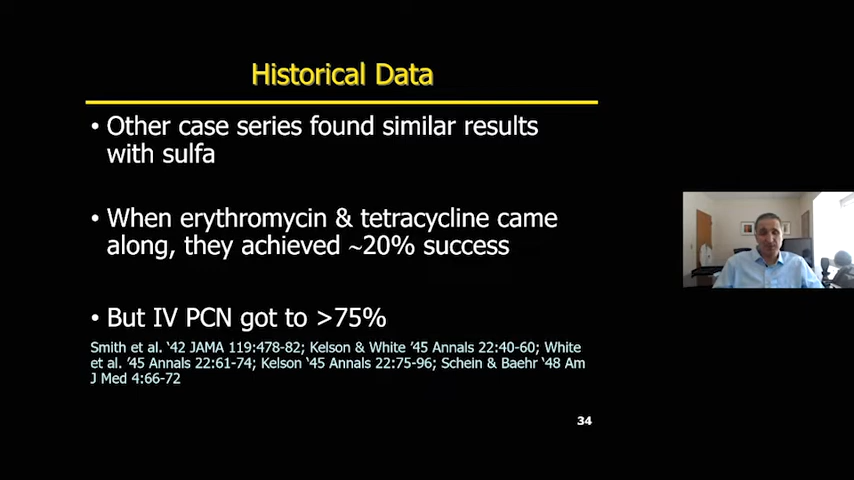 Historical Data
• Other case series found similar results
with sulfa
• When erythromycin & tetracycline came
along, they achieved ~20% success
• But IV PCN got to >75%
Smith et al. ‘42 JAMA 119:478-82; Kelson & White ’45 Annals 22:40-60; White
et al. ’45 Annals 22:61-74; Kelson ‘45 Annals 22:75-96; Schein & Baehr ‘48 Am
J Med 4:66-72
34